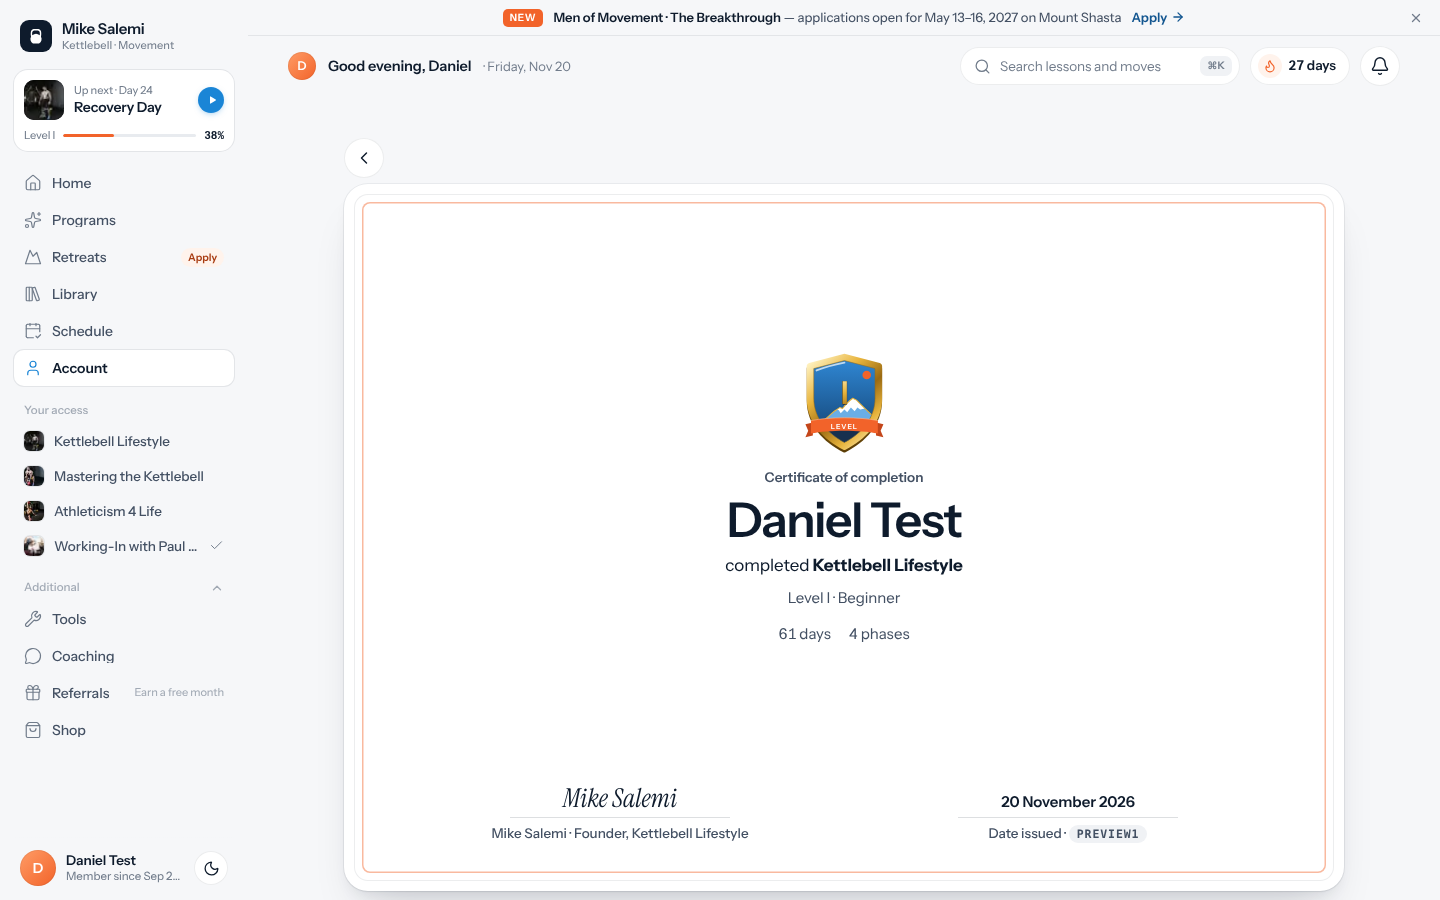 NEW Men of Movement · The Breakthrough — applications open for May 13–16, 2027 on Mount Shasta Apply →
Mike Salemi
Kettlebell · Movement
Up next · Day 24
Recovery Day
Level I 38%
Home
Programs
Retreats Apply
Library
Schedule
Account
Your access
Kettlebell Lifestyle
Mastering the Kettlebell
Athleticism 4 Life
Working-In with Paul ...
Additional
Tools
Coaching
Referrals Earn a free month
Shop
D Daniel Test
Member since Sep 2...
D Good evening, Daniel · Friday, Nov 20
Search lessons and moves ⌘K
27 days
I
LEVEL
Certificate of completion
Daniel Test
completed Kettlebell Lifestyle
Level I · Beginner
61 days 4 phases
Mike Salemi
Mike Salemi · Founder, Kettlebell Lifestyle
20 November 2026
Date issued · PREVIEW1